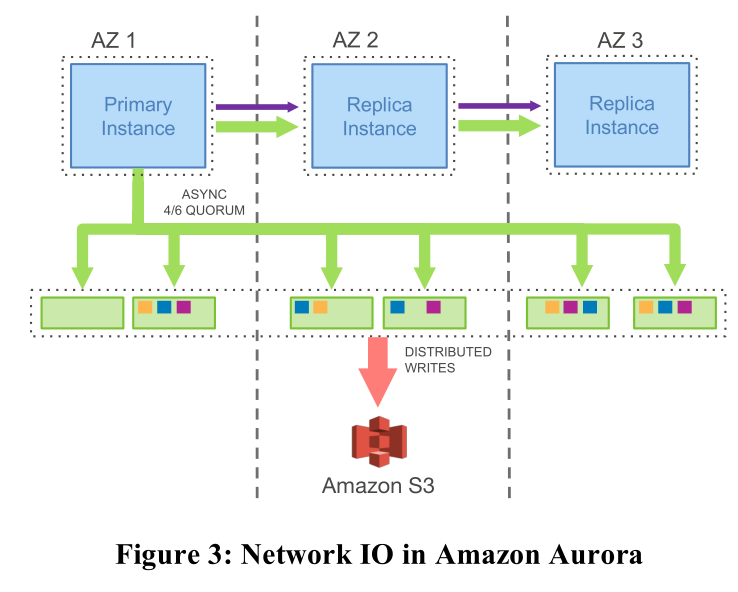 AZ 1
AZ 2
AZ 3
Primary
Instance
Replica
Instance
Replica
Instance
ASYNC
4/6 QUORUM
DISTRIBUTED
WRITES
Amazon S3
Figure 3: Network IO in Amazon Aurora